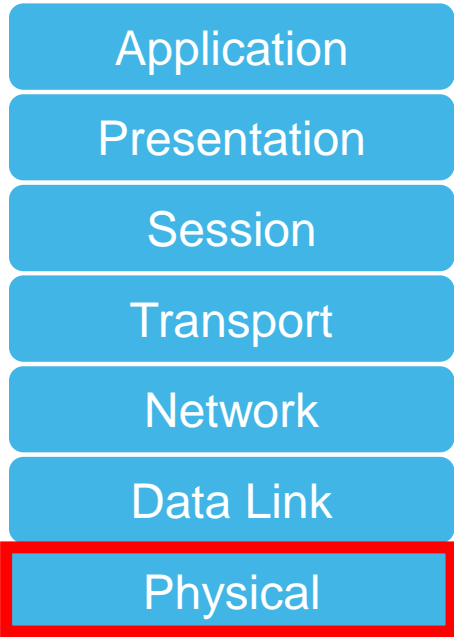 Application
Presentation
Session
Transport
Network
Data Link
Physical